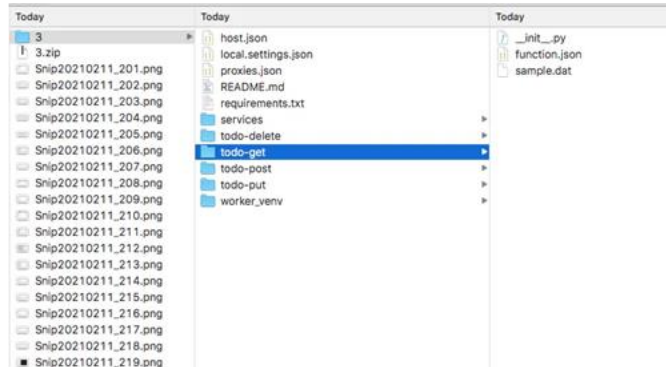 Today
3
3.zip
Snip20210211_201.png
Snip20210211_202.png
Snip20210211_203.png
Snip20210211_204.png
Snip20210211_205.png
Snip20210211_206.png
Snip20210211_207.png
Snip20210211_208.png
Snip20210211_209.png
Snip20210211_210.png
Snip20210211_211.png
Snip20210211_212.png
Snip20210211_213.png
Snip20210211_214.png
Snip20210211_215.png
Snip20210211_216.png
Snip20210211_217.png
Snip20210211_218.png
Snip20210211_219.png
Today
host.json
local.settings.json
proxies.json
README.md
requirements.txt
services
todo-delete
todo-get
todo-post
todo-put
worker_venv
Today
__init__.py
function.json
sample.dat